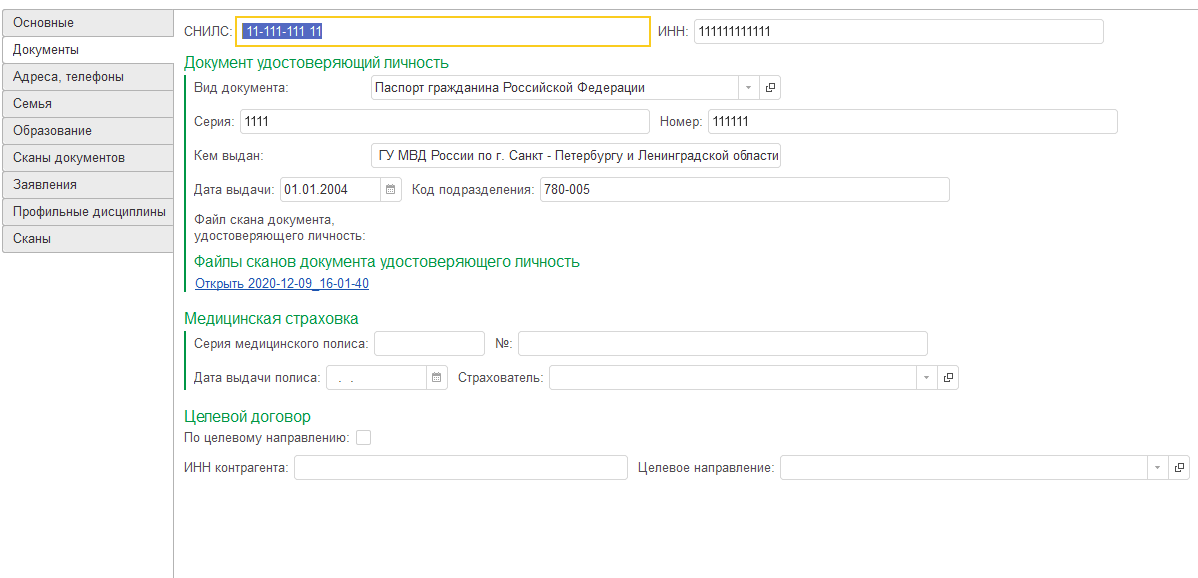 Основные
Документы
Адреса, телефоны
Семья
Образование
Сканы документов
Заявления
Профильные дисциплины
Сканы
СНИЛС: 11-111-111 11 ИНН: 111111111111
Документ удостоверяющий личность
Вид документа: Паспорт гражданина Российской Федерации
Серия: 1111 Номер: 111111
Кем выдан: ГУ МВД России по г. Санкт - Петербургу и Ленинградской области
Дата выдачи: 01.01.2004 Код подразделения: 780-005
Файл скана документа,
удостоверяющего личность:
Файлы сканов документа удостоверяющего личность
Открыть 2020-12-09_16-01-40
Медицинская страховка
Серия медицинского полиса: №:
Дата выдачи полиса: . . Страхователь:
Целевой договор
По целевому направлению:
ИНН контрагента: Целевое направление: